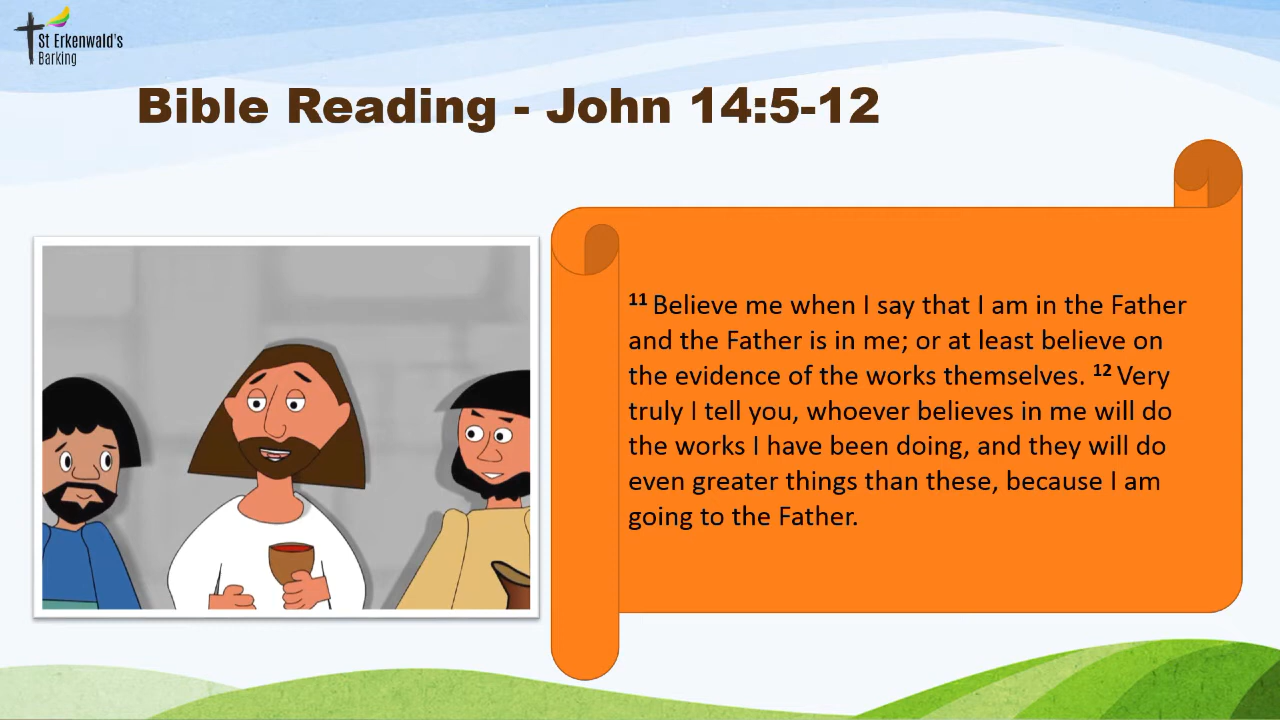 St Erkenwald's
Barking
Bible Reading - John 14:5-12
11 Believe me when I say that I am in the Father
and the Father is in me; or at least believe on
the evidence of the works themselves. 12 Very
truly I tell you, whoever believes in me will do
the works I have been doing, and they will do
even greater things than these, because I am
going to the Father.